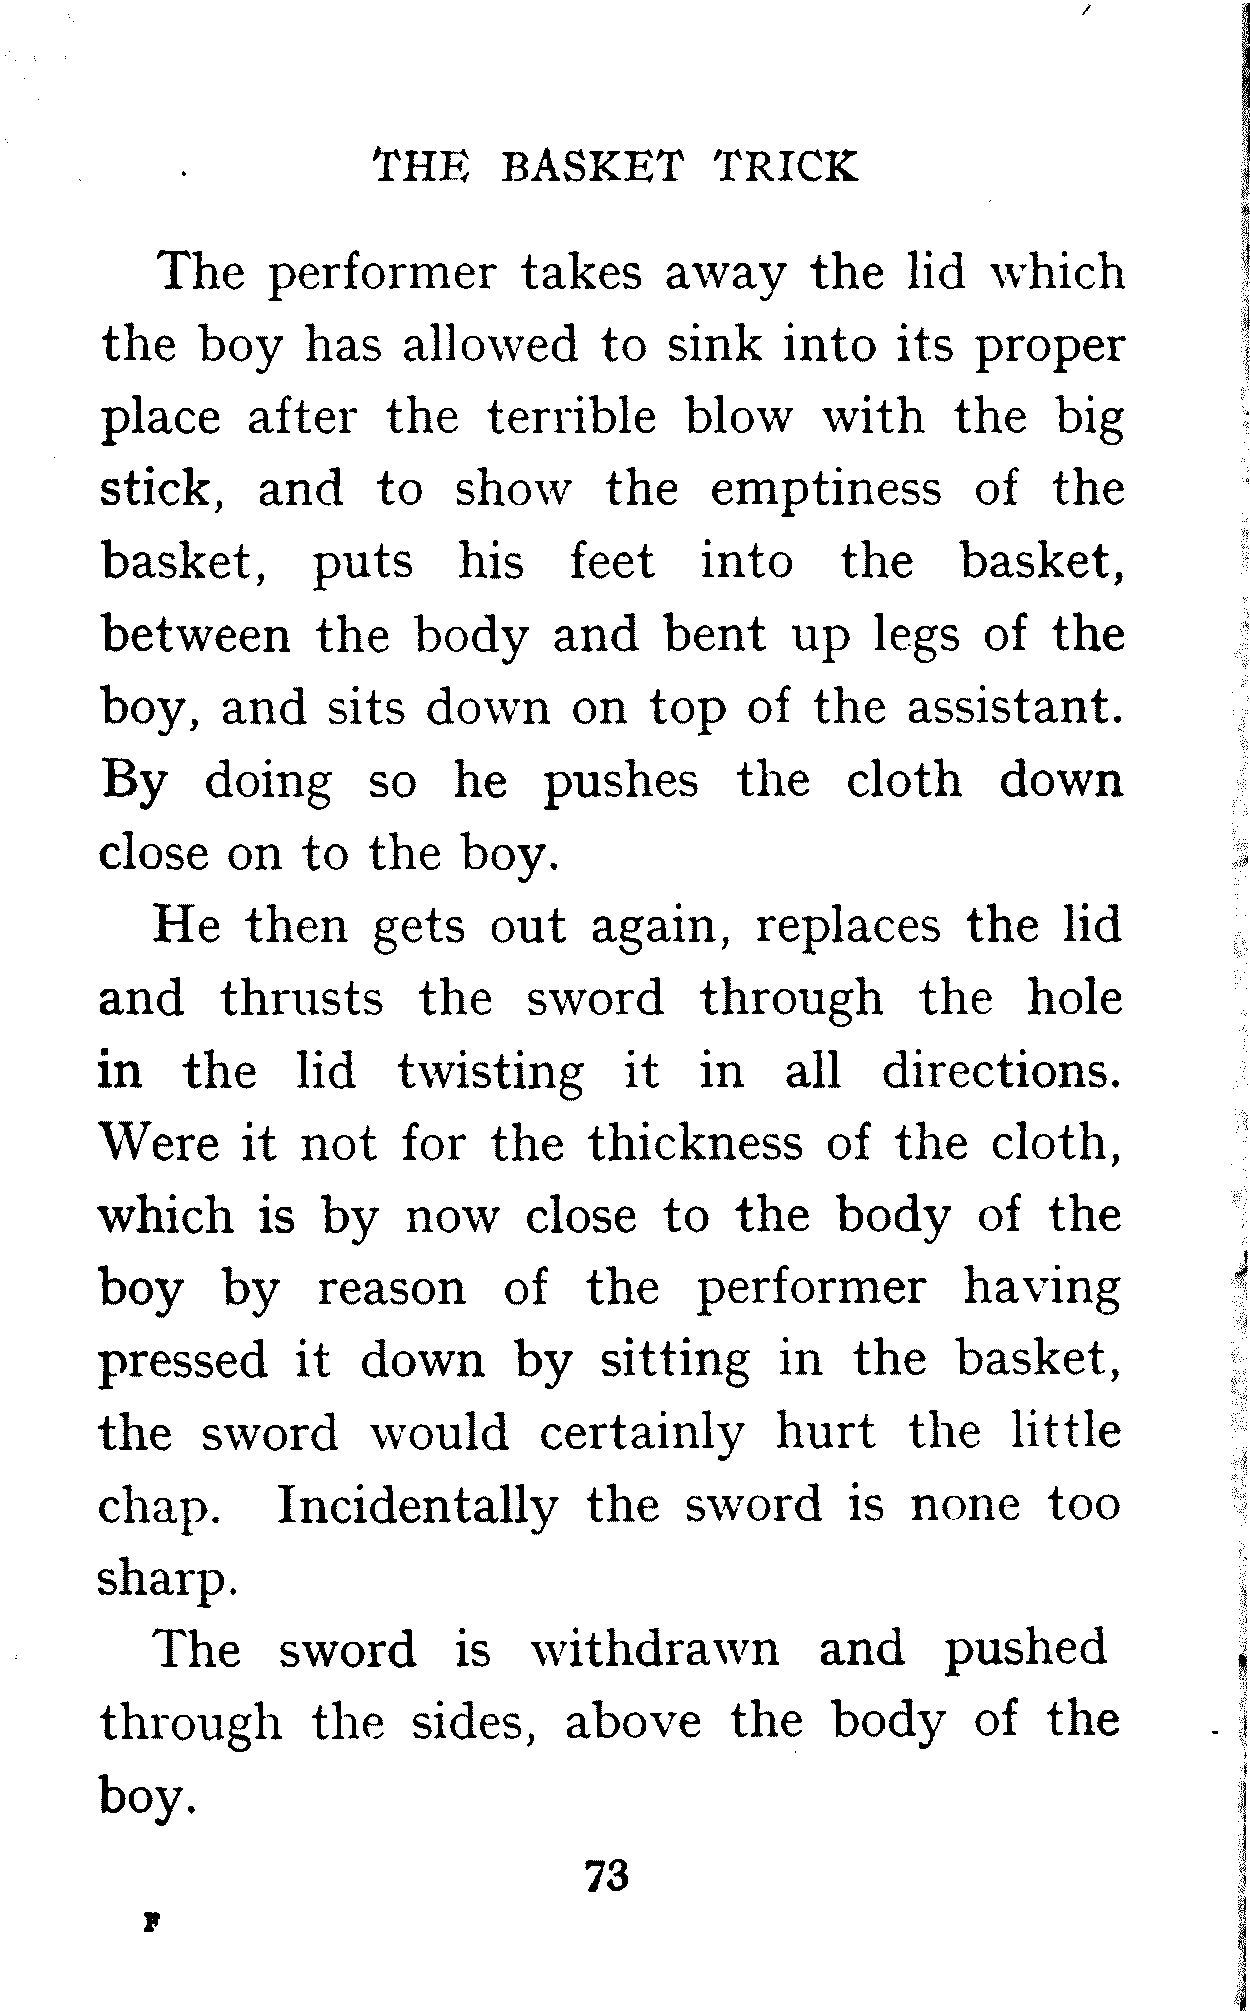 THE BASKET TRICK
The performer takes away the lid which
the boy has allowed to sink into its proper
place after the terrible blow with the big
stick, and to show the emptiness of the
basket, puts his feet into the basket,
between the body and bent up legs of the
boy, and sits down on top of the assistant.
By doing so he pushes the cloth down
close on to the boy.
He then gets out again, replaces the lid
and thrusts the sword through the hole
in the lid twisting it in all directions.
Were it not for the thickness of the cloth,
which is by now close to the body of the
boy by reason of the performer having
pressed it down by sitting in the basket,
the sword would certainly hurt the little
chap. Incidentally the sword is none too
sharp.
The sword is withdrawn and pushed
through the sides, above the body of the
boy.
73
F